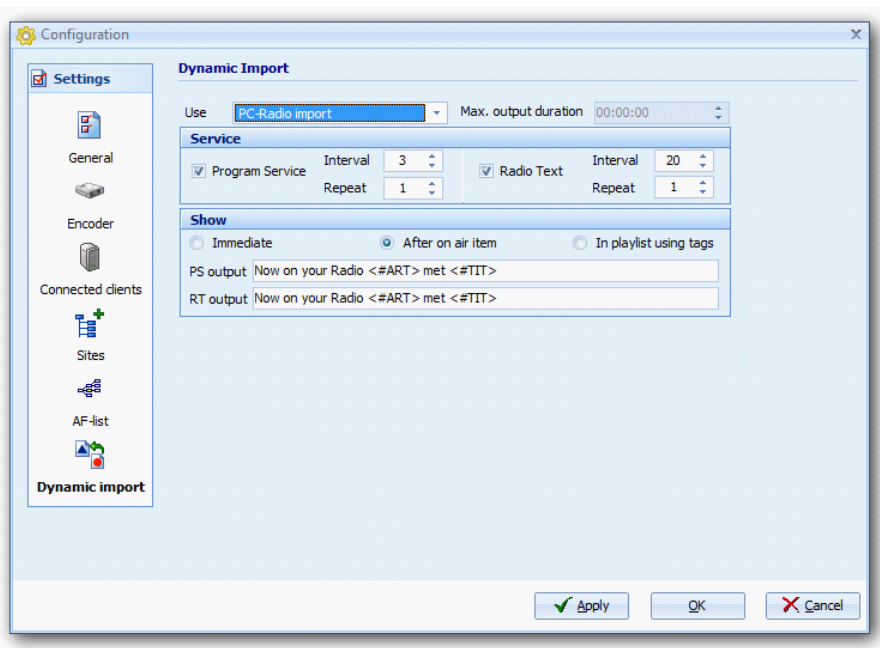 Configuration
Settings
General
Encoder
Connected clients
Sites
AF-list
Dynamic import
Dynamic Import
Use PC-Radio import Max. output duration 00:00:00
Service
Program Service Interval 3 Radio Text Interval 20
Repeat 1 Repeat 1
Show
Immediate After on air item In playlist using tags
PS output Now on your Radio <#ART> met <#TIT>
RT output Now on your Radio <#ART> met <#TIT>
Apply OK Cancel